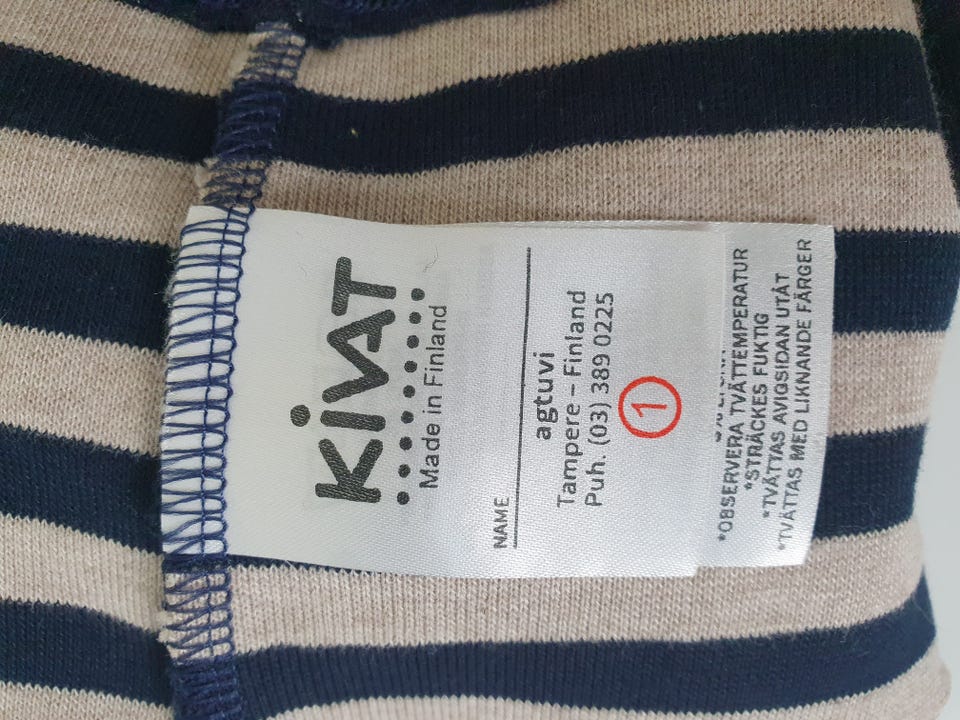 KiVAT
Made in Finland
NAME
agtuvi
Tampere – Finland
Puh. (03) 389 0225
1
*OBSERVERA TVÄTTEMPERATUR
*STRÄCKES FUKTIG
*TVÄTTAS AVIGSIDAN UTÅT
*TVÄTTAS MED LIKNANDE FÄRGER